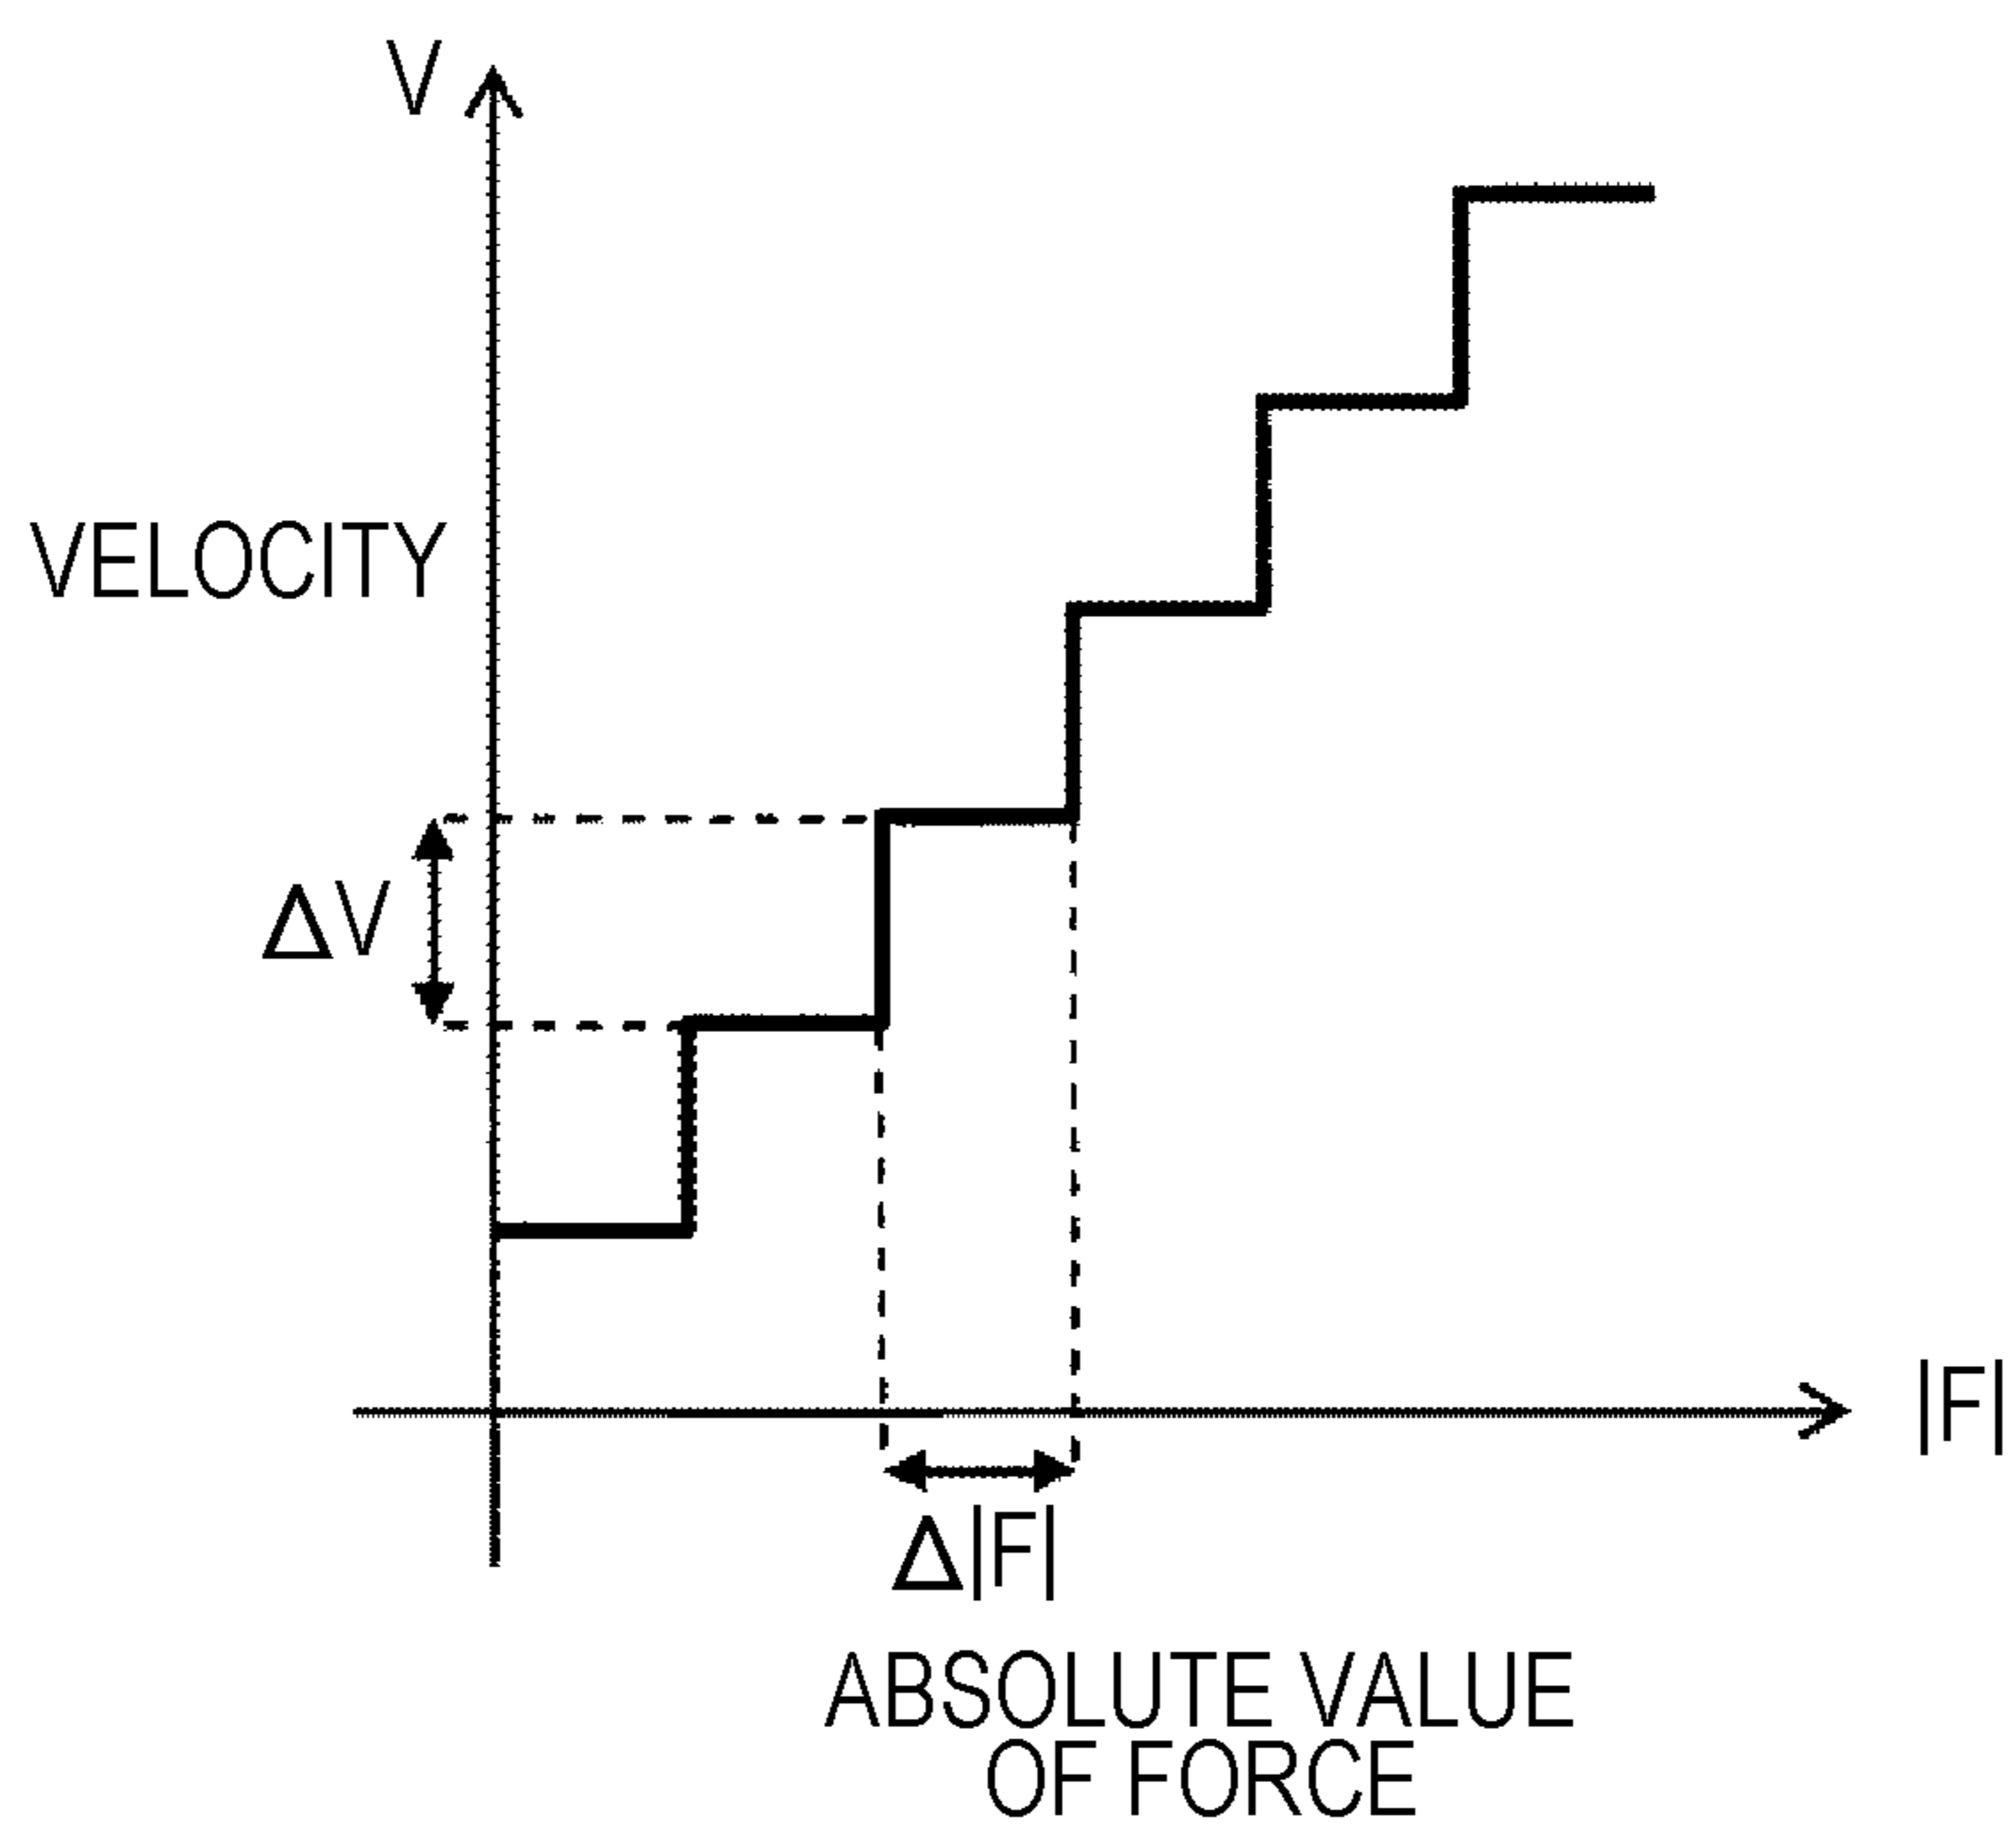 V
VELOCITY
ΔV
|F|
Δ|F|
ABSOLUTE VALUE
OF FORCE